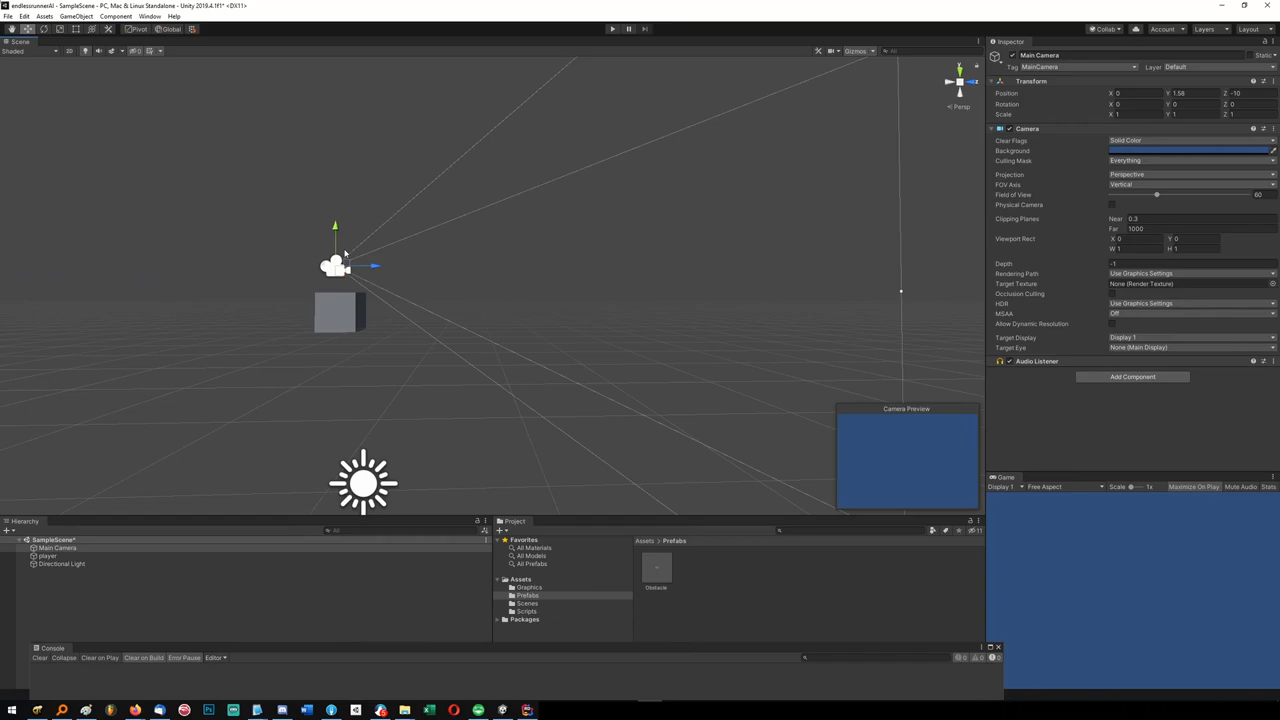 endlessrunnerAI - SampleScene - PC, Mac & Linux Standalone - Unity 2019.4.1f1* <DX11>
File Edit Assets GameObject Component Window Help
Pivot Global Collab Account Layers Layout
Scene
Shaded 2D 0 Gizmos All
y z
Persp
Camera Preview
Inspector
Main Camera Static
Tag MainCamera Layer Default
Transform
Position X 0 Y 1.58 Z -10
Rotation X 0 Y 0 Z 0
Scale X 1 Y 1 Z 1
Camera
Clear Flags Solid Color
Background
Culling Mask Everything
Projection Perspective
FOV Axis Vertical
Field of View 60
Physical Camera
Clipping Planes Near 0.3
Far 1000
Viewport Rect X 0 Y 0
W 1 H 1
Depth -1
Rendering Path Use Graphics Settings
Target Texture None (Render Texture)
Occlusion Culling
HDR Use Graphics Settings
MSAA Off
Allow Dynamic Resolution
Target Display Display 1
Target Eye None (Main Display)
Audio Listener
Add Component
Game
Display 1 Free Aspect Scale 1x Maximize On Play Mute Audio Stats
Hierarchy
All
SampleScene*
Main Camera
player
Directional Light
Project
11
Favorites
All Materials
All Models
All Prefabs
Assets
Graphics
Prefabs
Scenes
Scripts
Packages
Assets > Prefabs
Obstacle
Console
Clear Collapse Clear on Play Clear on Build Error Pause Editor 0 0 0